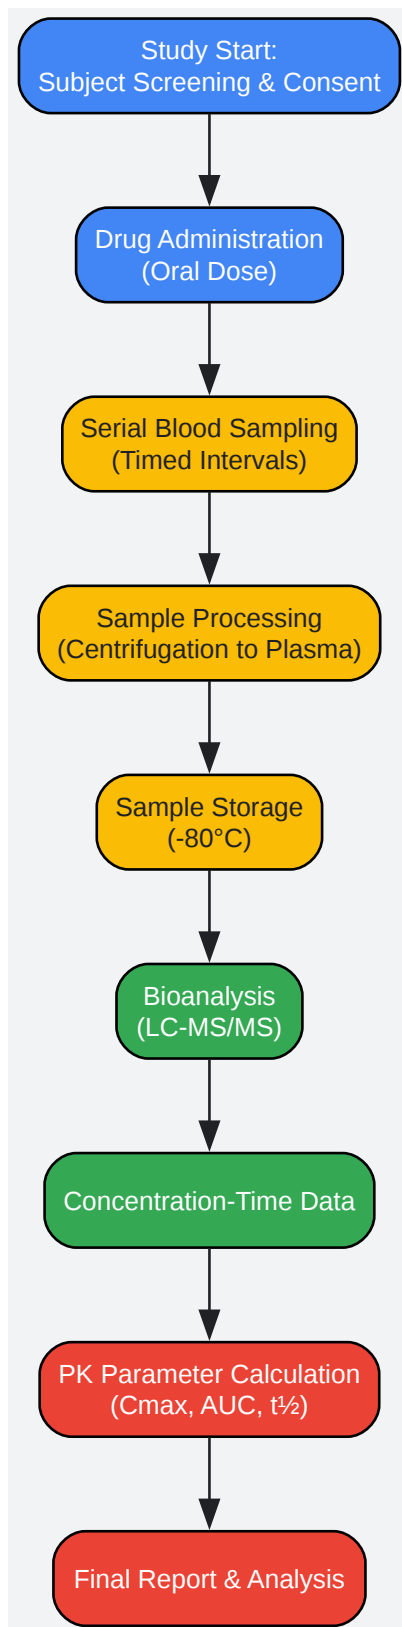 Study Start:
Subject Screening & Consent
Drug Administration
(Oral Dose)
Serial Blood Sampling
(Timed Intervals)
Sample Processing
(Centrifugation to Plasma)
Sample Storage
(-80°C)
Bioanalysis
(LC-MS/MS)
Concentration-Time Data
PK Parameter Calculation
(Cmax, AUC, t½)
Final Report & Analysis